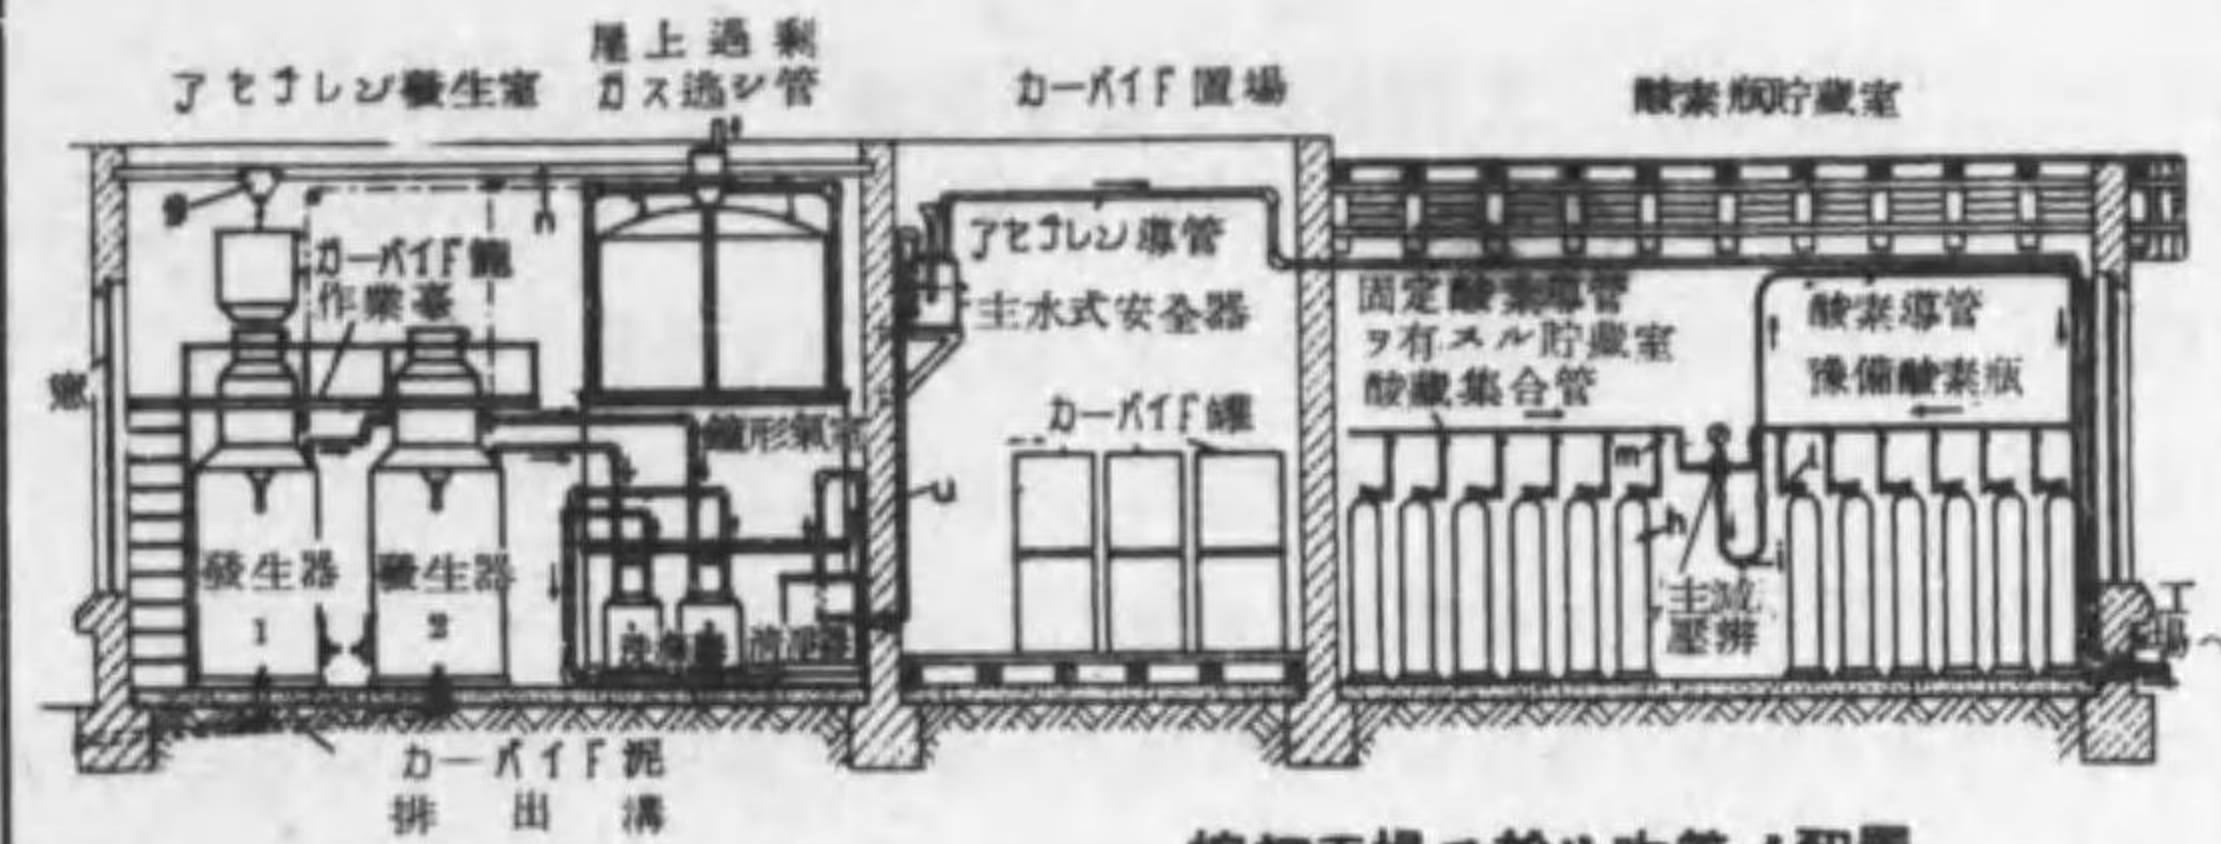 アセチレン發生室
屋上過剰
ガス逃シ管
カーバイド置場
酸素瓶貯藏室
g
n
カーバイド籠
作業臺
アセチレン導管
主水式安全器
固定酸素導管
ヲ有スル貯藏室
酸藏集合管
酸素導管
豫備酸素瓶
窓
鐘形氣
カーバイド罐
u
m
l
h
i
發生器
1
發生器
2
主減
壓辨
工
場へ
カーバイド泥
排出溝